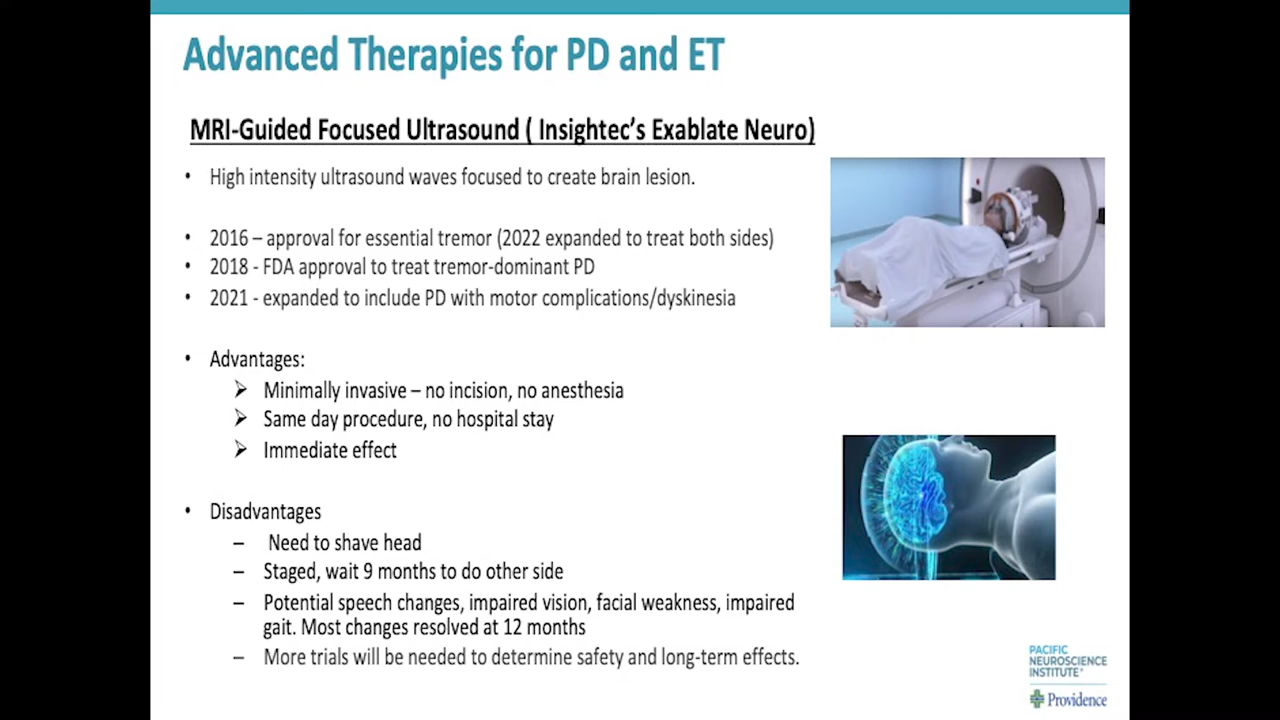 Advanced Therapies for PD and ET
MRI-Guided Focused Ultrasound ( Insightec’s Exablate Neuro)
• High intensity ultrasound waves focused to create brain lesion.
• 2016 – approval for essential tremor (2022 expanded to treat both sides)
• 2018 - FDA approval to treat tremor-dominant PD
• 2021 - expanded to include PD with motor complications/dyskinesia
• Advantages:
➢ Minimally invasive – no incision, no anesthesia
➢ Same day procedure, no hospital stay
➢ Immediate effect
• Disadvantages
– Need to shave head
– Staged, wait 9 months to do other side
– Potential speech changes, impaired vision, facial weakness, impaired
gait. Most changes resolved at 12 months
– More trials will be needed to determine safety and long-term effects.
PACIFIC
NEUROSCIENCE
INSTITUTE
Providence